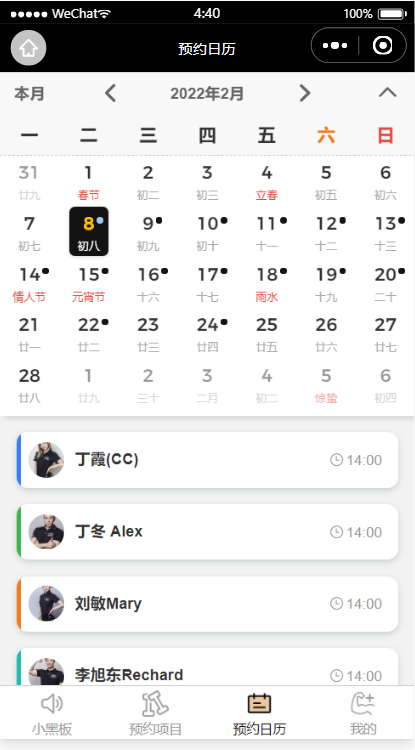 WeChat 4:40 100%
预约日历
本月 2022年2月
一 二 三 四 五 六 日
31 1 2 3 4 5 6
廿九 春节 初二 初三 立春 初五 初六
7 8 9 10 11 12 13
初七 初八 初九 初十 十一 十二 十三
14 15 16 17 18 19 20
情人节 元宵节 十六 十七 雨水 十九 二十
21 22 23 24 25 26 27
廿一 廿二 廿三 廿四 廿五 廿六 廿七
28 1 2 3 4 5 6
廿八 廿九 三十 二月 初二 惊蛰 初四
丁霞(CC) 14:00
丁冬 Alex 14:00
刘敏Mary 14:00
李旭东Rechard 14:00
小黑板 预约项目 预约日历 我的